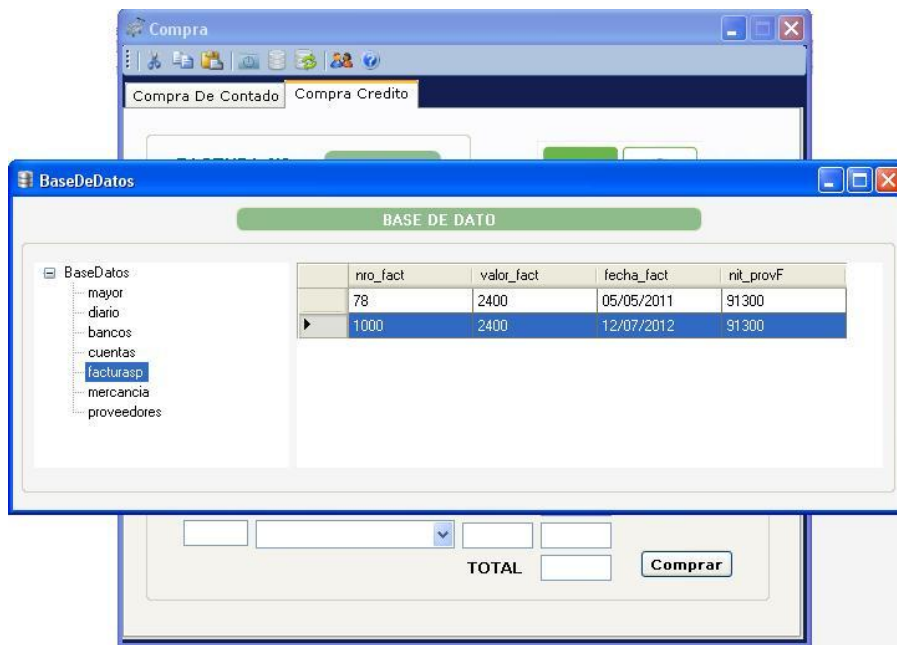 Compra
Compra De Contado Compra Credito
BaseDeDatos
BASE DE DATO
BaseDatos
mayor
diario
bancos
cuentas
facturasp
mercancia
proveedores
nro_fact valor_fact fecha_fact nit_provF
78 2400 05/05/2011 91300
1000 2400 12/07/2012 91300
TOTAL Comprar